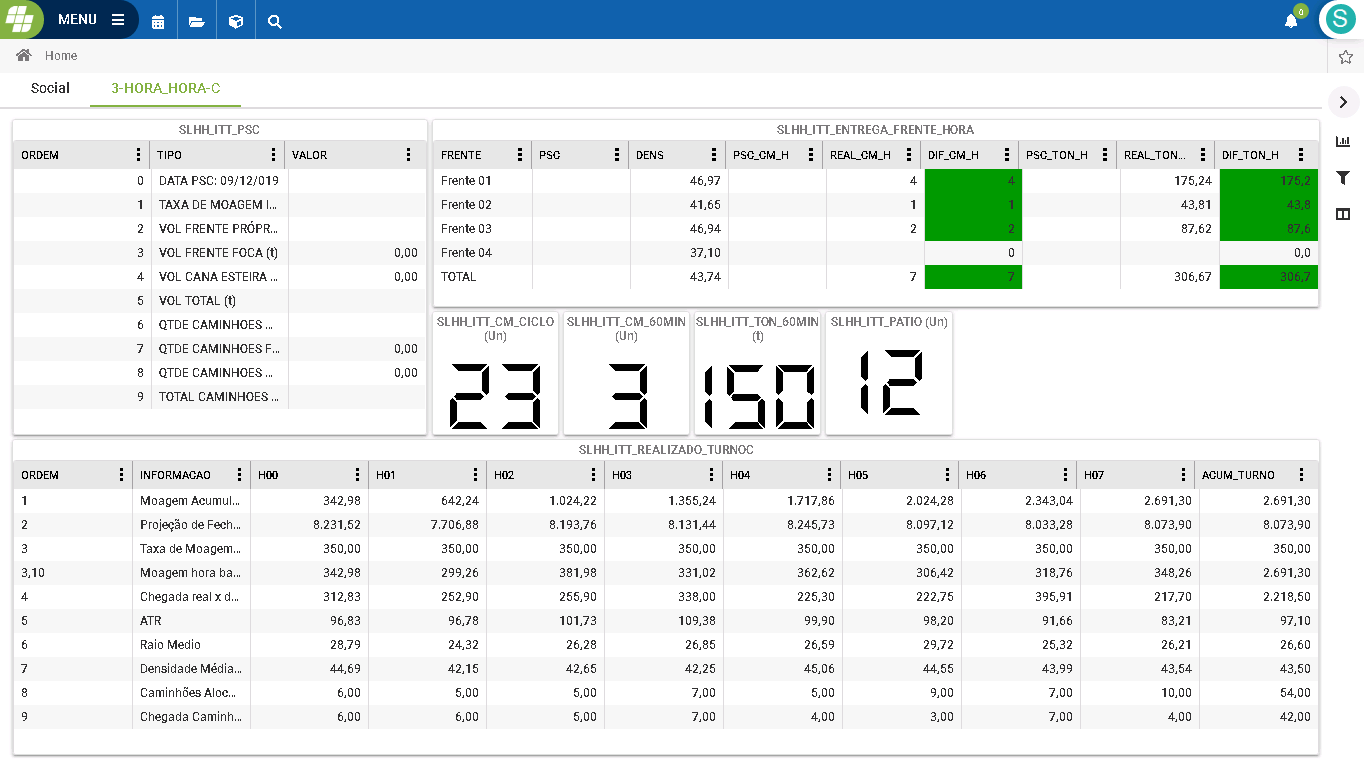 MENU
0
S
Home
Social 3-HORA_HORA-C
SLHH_ITT_PSC
ORDEM TIPO VALOR
0 DATA PSC: 09/12/019
1 TAXA DE MOAGEM I...
2 VOL FRENTE PRÓPR...
3 VOL FRENTE FOCA (t) 0,00
4 VOL CANA ESTEIRA ... 0,00
5 VOL TOTAL (t)
6 QTDE CAMINHOES ...
7 QTDE CAMINHOES F... 0,00
8 QTDE CAMINHOES ... 0,00
9 TOTAL CAMINHOES ...
SLHH_ITT_ENTREGA_FRENTE_HORA
FRENTE PSC DENS PSC_CM_H REAL_CM_H DIF_CM_H PSC_TON_H REAL_TON... DIF_TON_H
Frente 01 46,97 4 4 175,24 175,2
Frente 02 41,65 1 1 43,81 43,8
Frente 03 46,94 2 2 87,62 87,6
Frente 04 37,10 0 0,0
TOTAL 43,74 7 7 306,67 306,7
SLHH_ITT_CM_CICLO
(Un)
23
SLHH_ITT_CM_60MIN
(Un)
3
SLHH_ITT_TON_60MIN
(t)
150
SLHH_ITT_PATIO (Un)
12
SLHH_ITT_REALIZADO_TURNOC
ORDEM INFORMACAO H00 H01 H02 H03 H04 H05 H06 H07 ACUM_TURNO
1 Moagem Acumul... 342,98 642,24 1.024,22 1.355,24 1.717,86 2.024,28 2.343,04 2.691,30 2.691,30
2 Projeção de Fech... 8.231,52 7.706,88 8.193,76 8.131,44 8.245,73 8.097,12 8.033,28 8.073,90 8.073,90
3 Taxa de Moagem... 350,00 350,00 350,00 350,00 350,00 350,00 350,00 350,00 350,00
3,10 Moagem hora ba... 342,98 299,26 381,98 331,02 362,62 306,42 318,76 348,26 2.691,30
4 Chegada real x d... 312,83 252,90 255,90 338,00 225,30 222,75 395,91 217,70 2.218,50
5 ATR 96,83 96,78 101,73 109,38 99,90 98,20 91,66 83,21 97,10
6 Raio Medio 28,79 24,32 26,28 26,85 26,59 29,72 25,32 26,21 26,60
7 Densidade Média... 44,69 42,15 42,65 42,25 45,06 44,55 43,99 43,54 43,50
8 Caminhões Aloc... 6,00 5,00 5,00 7,00 5,00 9,00 7,00 10,00 54,00
9 Chegada Caminh... 6,00 6,00 5,00 7,00 4,00 3,00 7,00 4,00 42,00